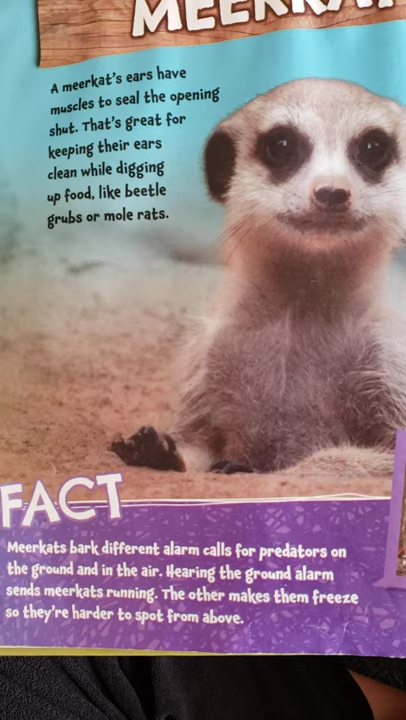 A meerkat's ears have
muscles to seal the opening
shut. That's great for
keeping their ears
clean while digging
up food, like beetle
grubs or mole rats.
FACT
Meerkats bark different alarm calls for predators on
the ground and in the air. Hearing the ground alarm
sends meerkats running. The other makes them freeze
so they're harder to spot from above.